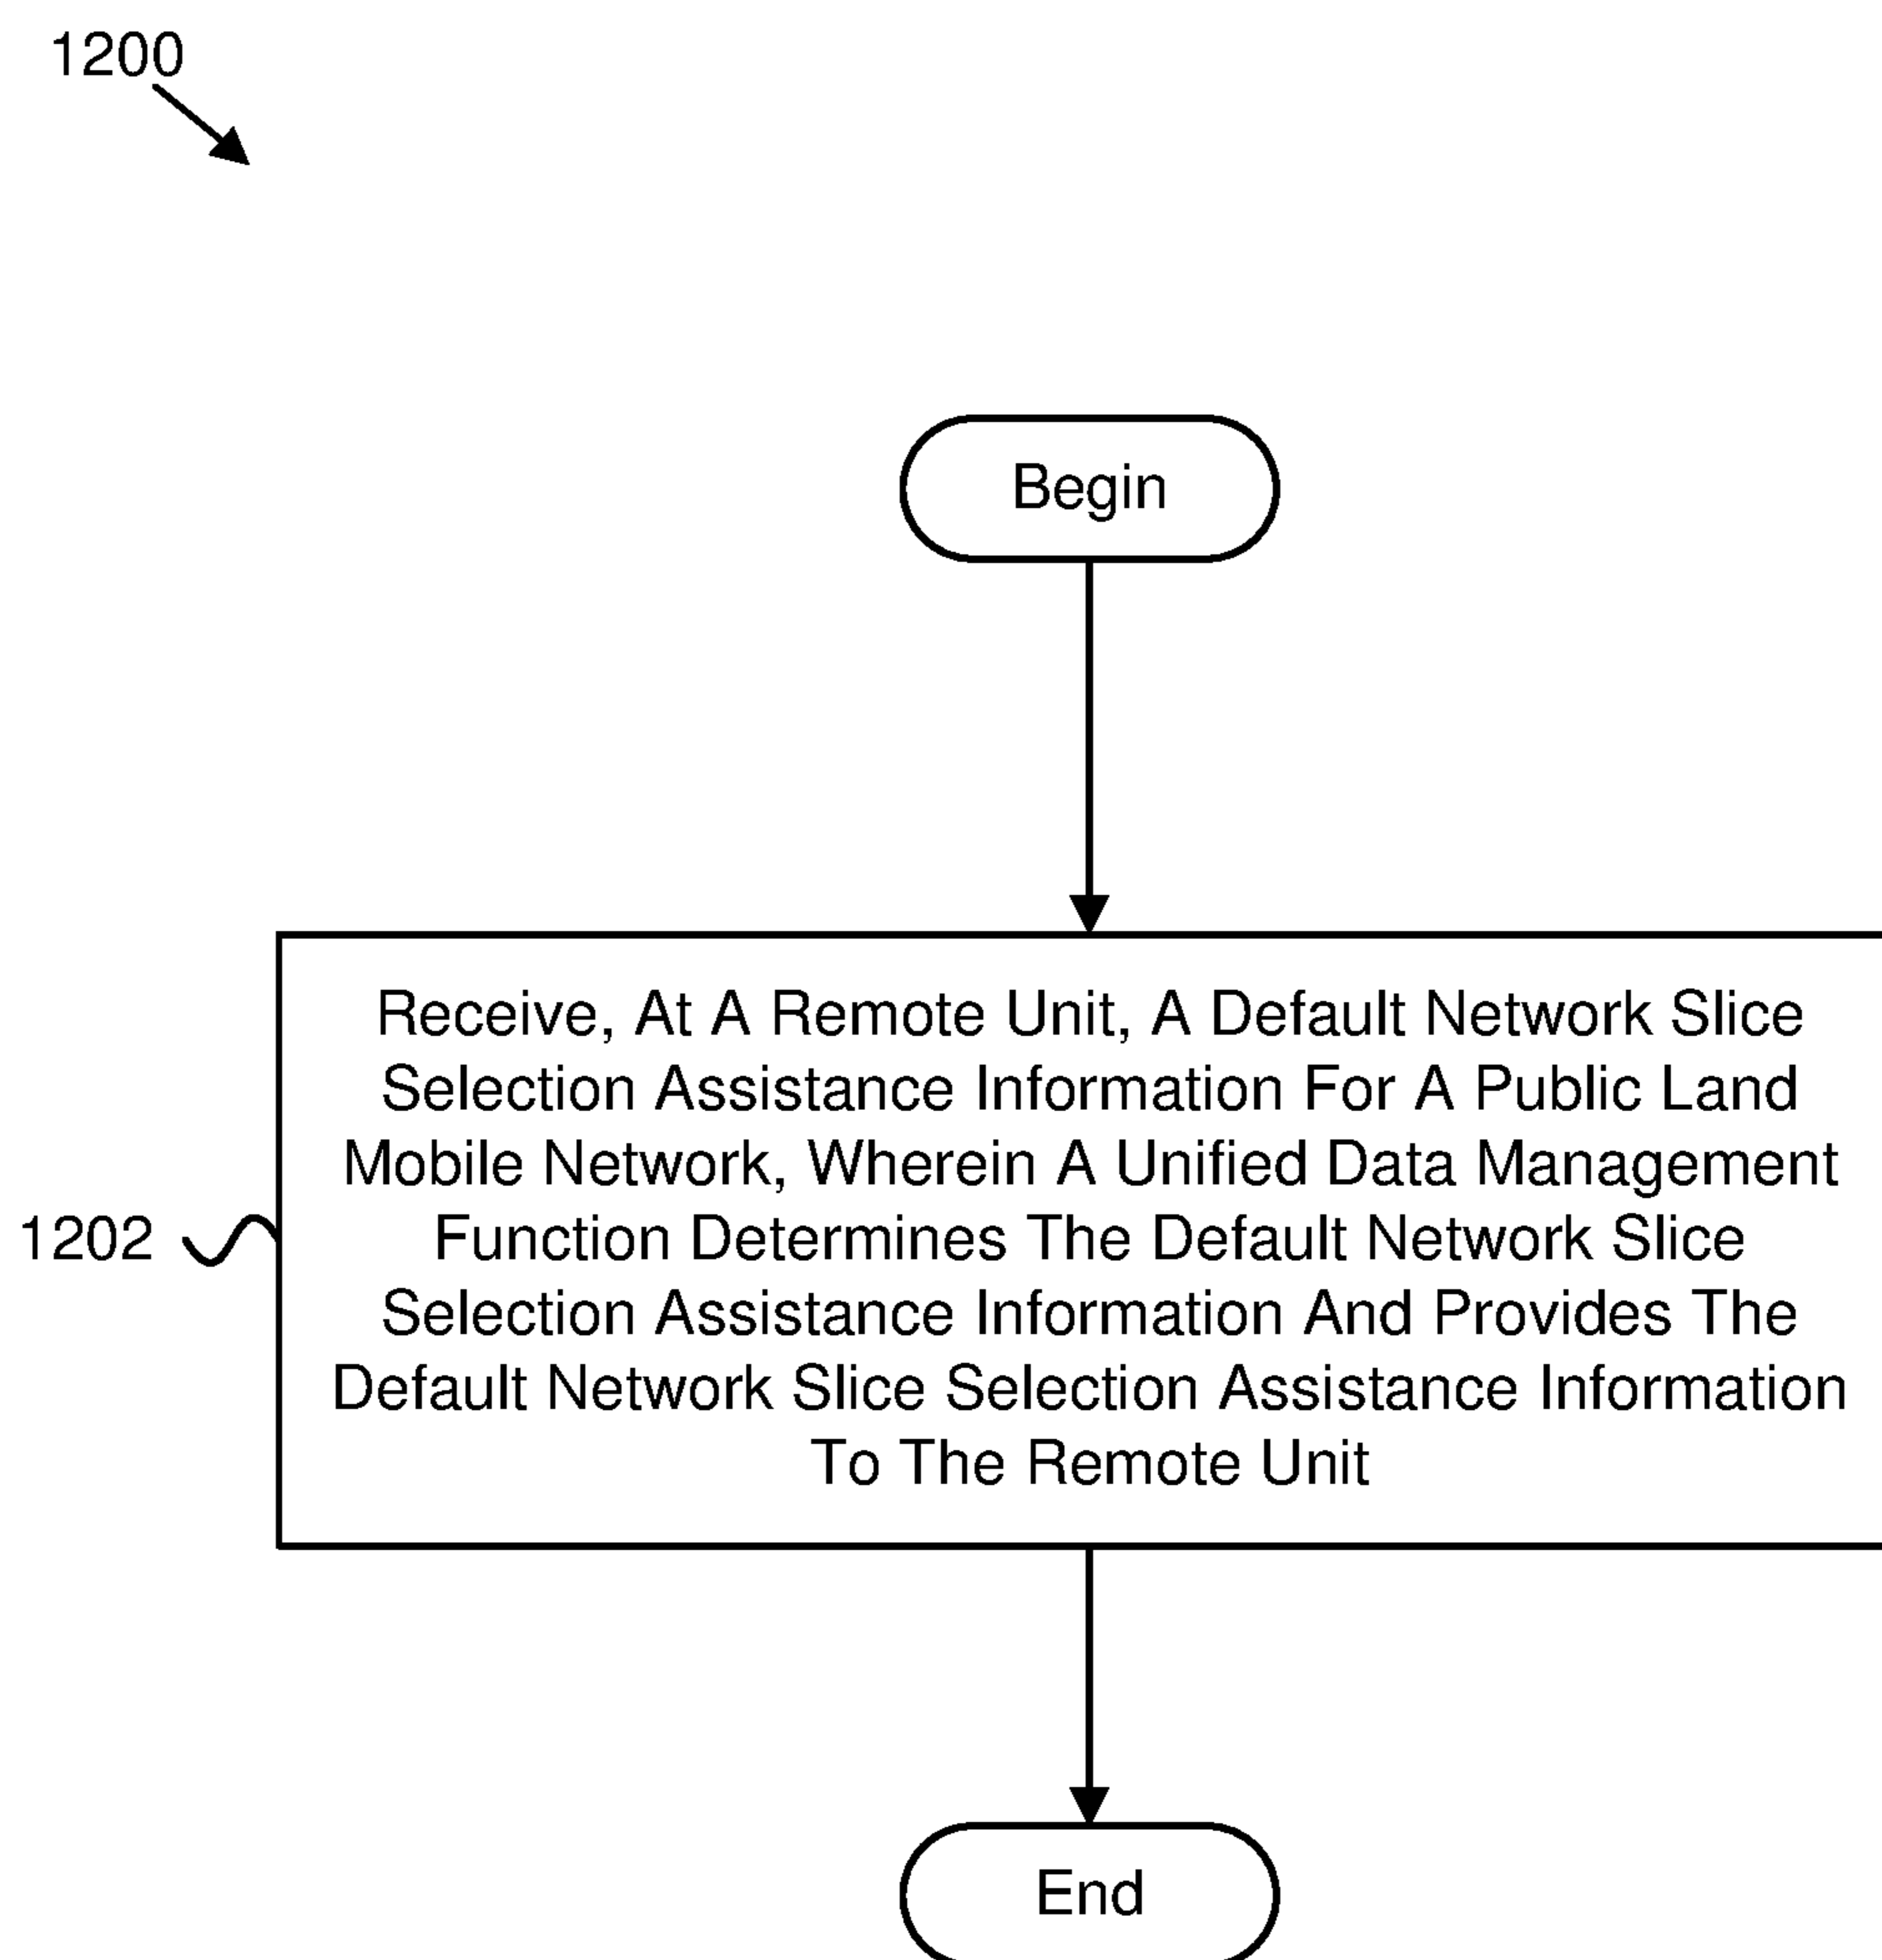 1200
Begin
Receive, At A Remote Unit, A Default Network Slice
Selection Assistance Information For A Public Land
Mobile Network, Wherein A Unified Data Management
Function Determines The Default Network Slice
Selection Assistance Information And Provides The
Default Network Slice Selection Assistance Information
To The Remote Unit
1202
End